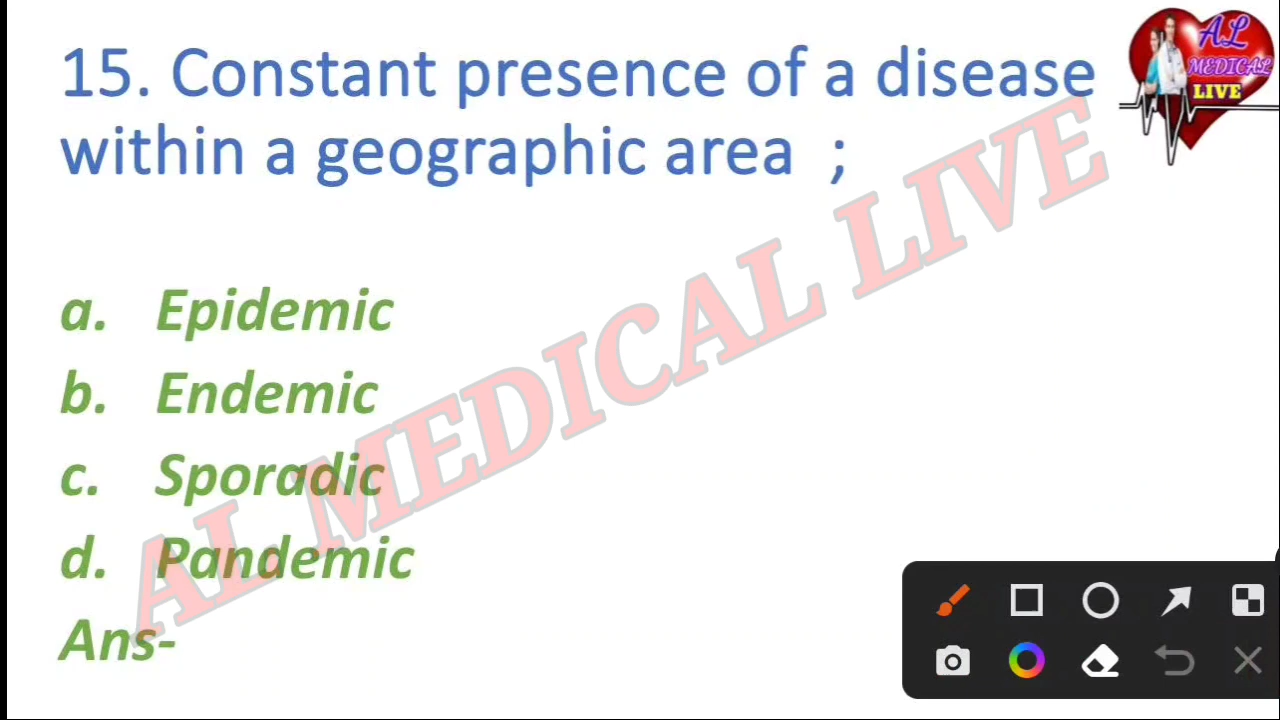 15. Constant presence of a disease
within a geographic area ;
a. Epidemic
b. Endemic
c. Sporadic
d. Pandemic
Ans-
AL MEDICAL LIVE
AL
MEDICAL
LIVE